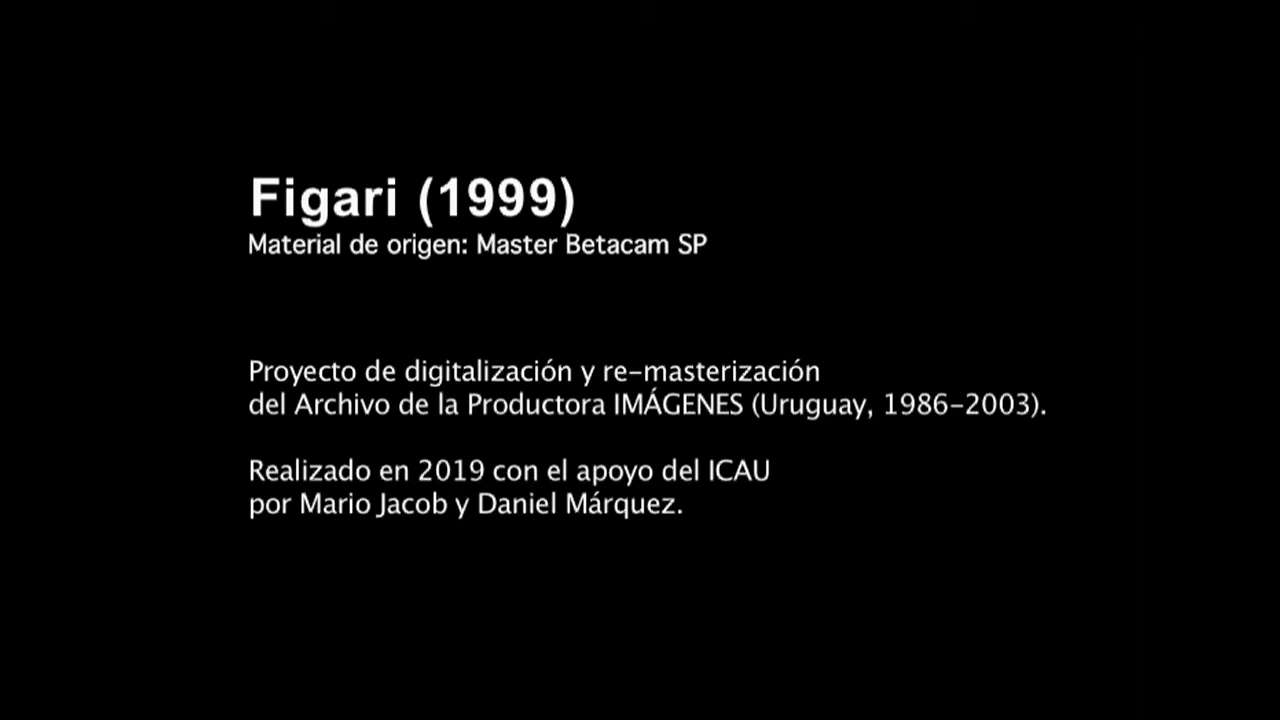 Figari (1999)
Material de origen: Master Betacam SP
Proyecto de digitalización y re-masterización
del Archivo de la Productora IMÁGENES (Uruguay, 1986-2003).
Realizado en 2019 con el apoyo del ICAU
por Mario Jacob y Daniel Márquez.